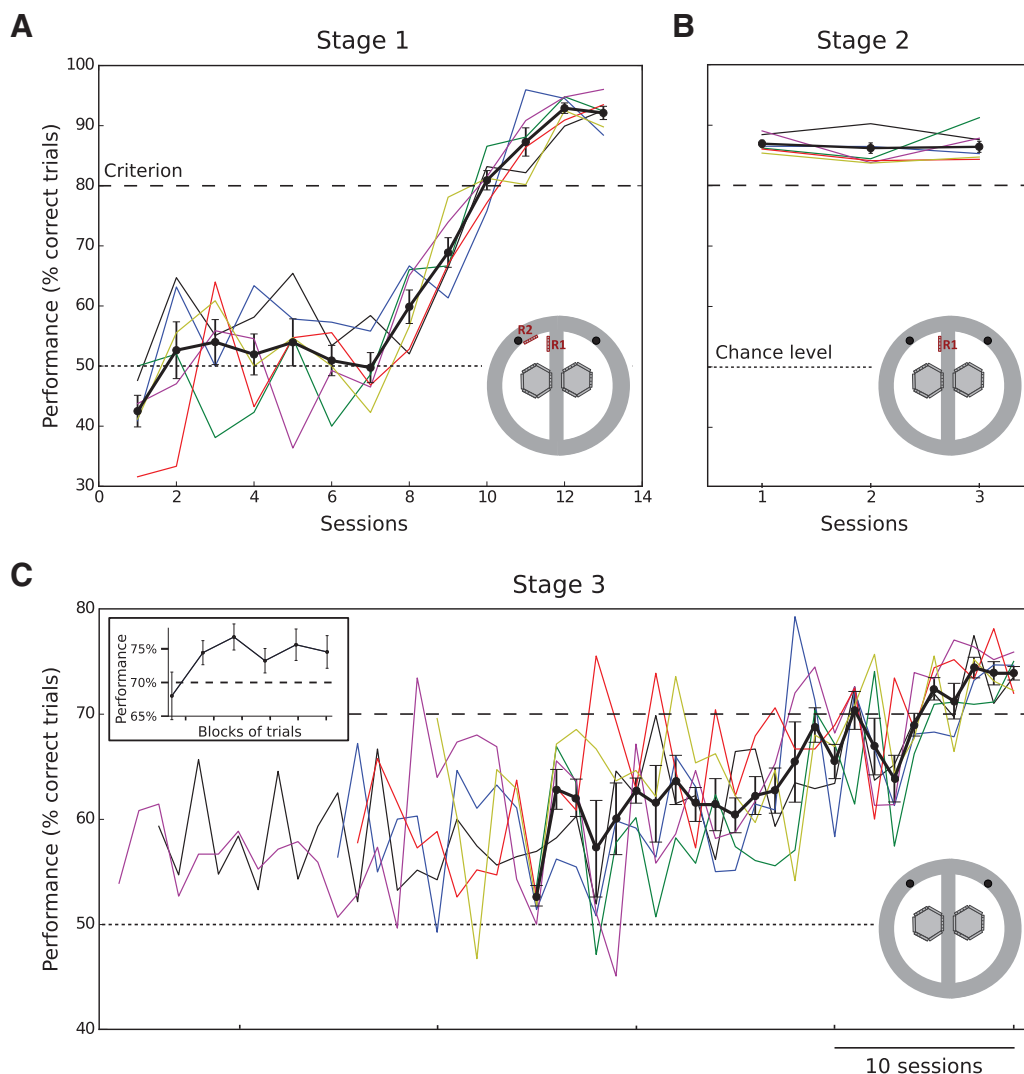 A
Stage 1
Performance (% correct trials)
100
90
80
70
60
50
40
30
Criterion
R2
R1
0
2
4
6
8
10
12
14
Sessions
B
Stage 2
Chance level
R1
1
2
3
Sessions
C
Stage 3
Performance (% correct trials)
80
70
60
50
40
Performance
75%
70%
65%
Blocks of trials
10 sessions